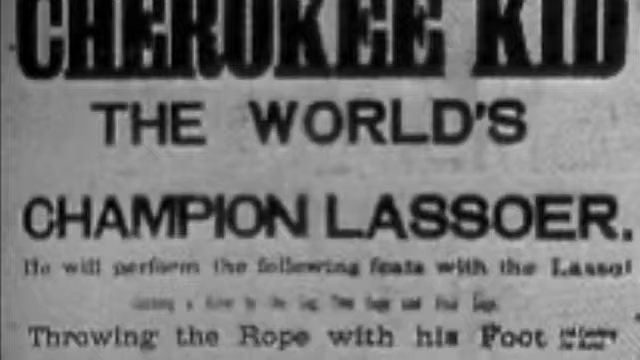 CHEROKEE KID
THE WORLD'S
CHAMPION LASSOER.
He will perform the following feats with the Lasso!
Throwing the Rope with his Foot